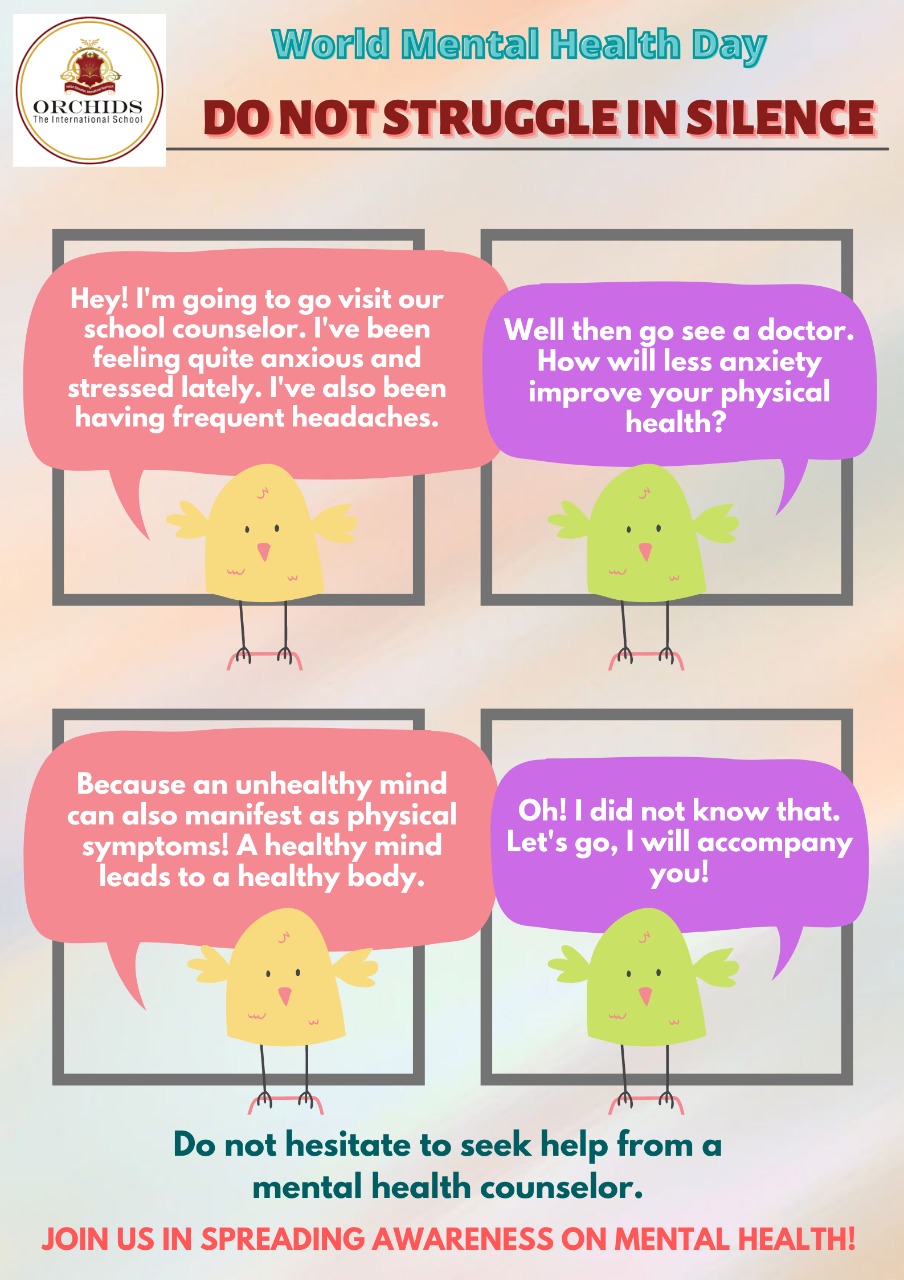 World Mental Health Day
ORCHIDS
The International School
DO NOT STRUGGLE IN SILENCE
Hey! I'm going to go visit our
school counselor. I've been
feeling quite anxious and
stressed lately. I've also been
having frequent headaches.
Well then go see a doctor.
How will less anxiety
improve your physical
health?
Because an unhealthy mind
can also manifest as physical
symptoms! A healthy mind
leads to a healthy body.
Oh! I did not know that.
Let's go, I will accompany
you!
Do not hesitate to seek help from a
mental health counselor.
JOIN US IN SPREADING AWARENESS ON MENTAL HEALTH!